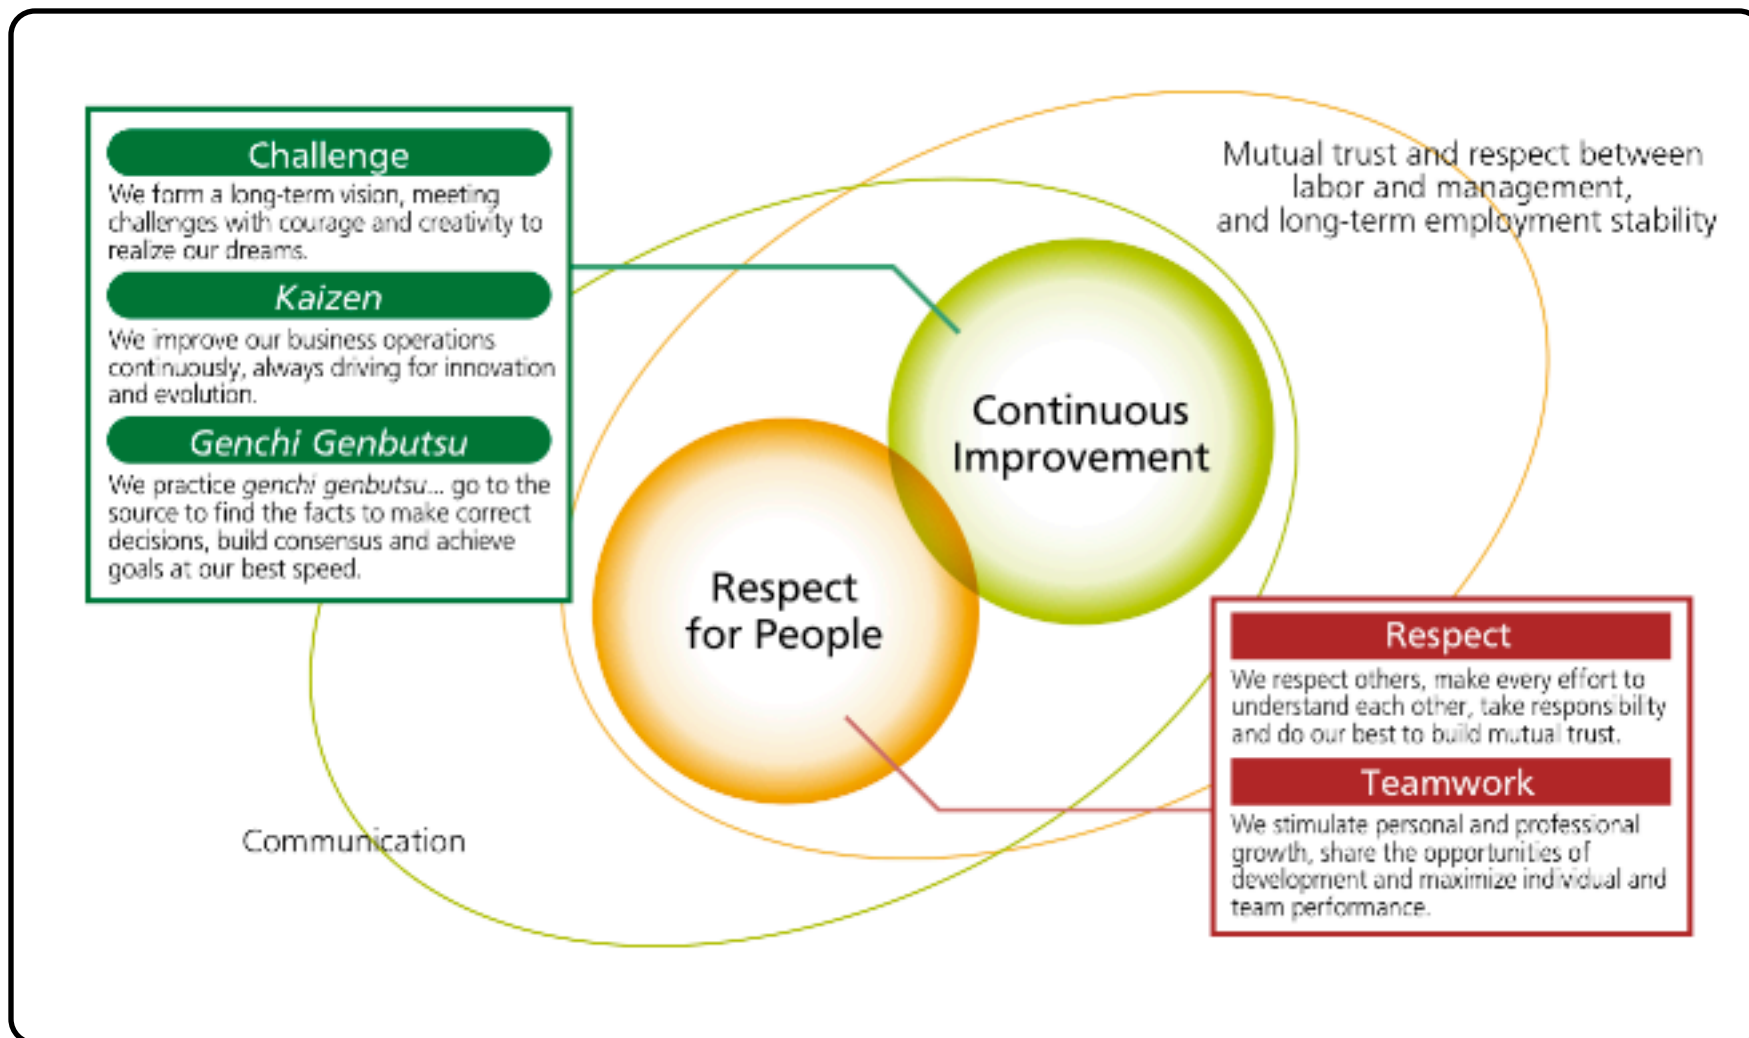 Challenge
We form a long-term vision, meeting
challenges with courage and creativity to
realize our dreams.
Kaizen
We improve our business operations
continuously, always driving for innovation
and evolution.
Genchi Genbutsu
We practice genchi genbutsu... go to the
source to find the facts to make correct
decisions, build consensus and achieve
goals at our best speed.
Mutual trust and respect between
labor and management,
and long-term employment stability
Continuous
Improvement
Respect
for People
Communication
Respect
We respect others, make every effort to
understand each other, take responsibility
and do our best to build mutual trust.
Teamwork
We stimulate personal and professional
growth, share the opportunities of
development and maximize individual and
team performance.